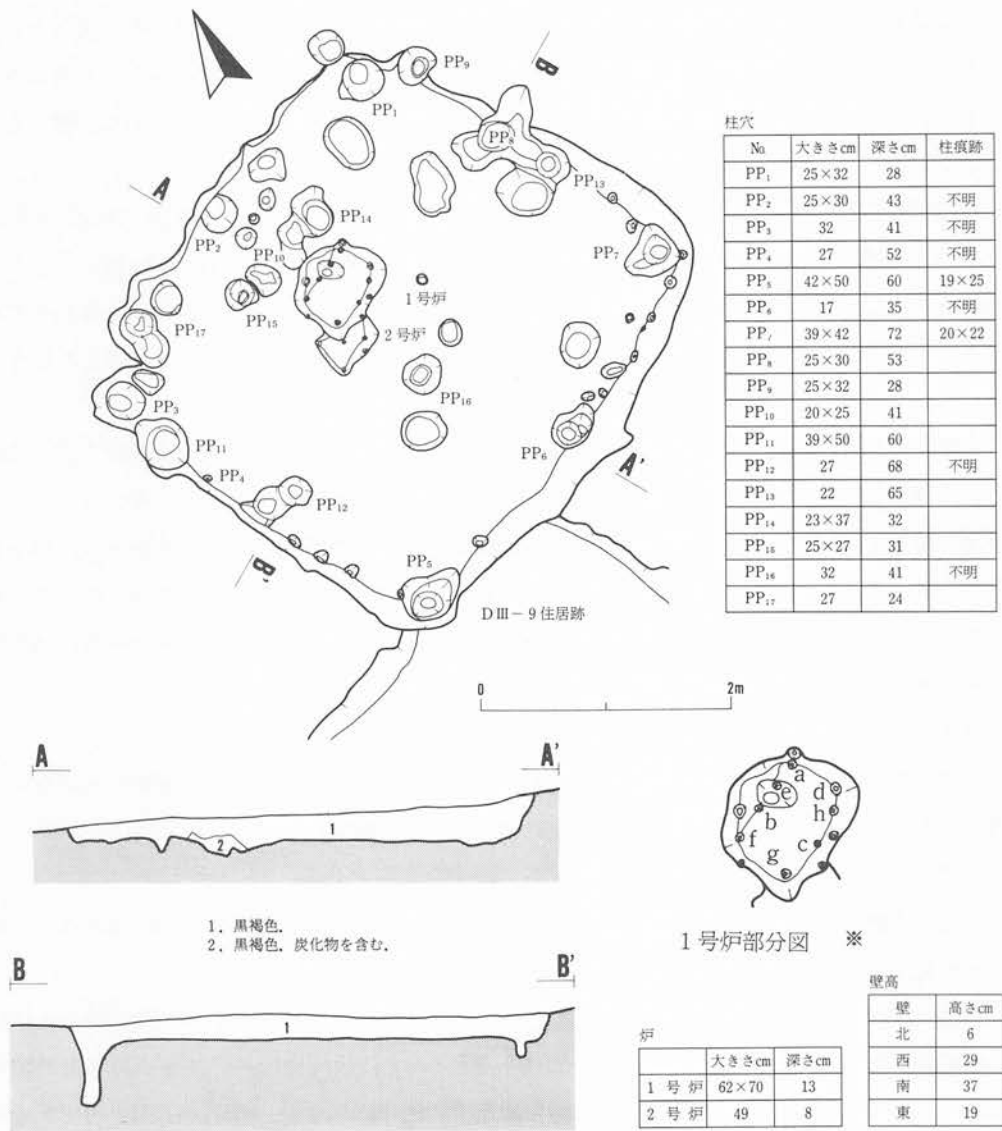 PP₉
B
PP₁
PP₈
PP₁₃
A
PP₁₄
PP₂
PP₇
PP₁₀
1号炉
PP₁₅
PP₁₇
2号炉
PP₁₆
PP₃
PP₁₁
PP₆
A'
PP₄
PP₁₂
B'
PP₅
DⅢ-9住居跡
0 2m
柱穴
№ 大きさcm 深さcm 柱痕跡
PP₁ 25×32 28
PP₂ 25×30 43 不明
PP₃ 32 41 不明
PP₄ 27 52 不明
PP₅ 42×50 60 19×25
PP₆ 17 35 不明
PP₇ 39×42 72 20×22
PP₈ 25×30 53
PP₉ 25×32 28
PP₁₀ 20×25 41
PP₁₁ 39×50 60
PP₁₂ 27 68 不明
PP₁₃ 22 65
PP₁₄ 23×37 32
PP₁₅ 25×27 31
PP₁₆ 32 41 不明
PP₁₇ 27 24
A A'
1
2
1. 黒褐色.
2. 黒褐色. 炭化物を含む.
B B'
1
a
e
d
b
h
f
c
g
1号炉部分図 ※
炉
大きさcm 深さcm
1号炉 62×70 13
2号炉 49 8
壁高
壁 高さcm
北 6
西 29
南 37
東 19